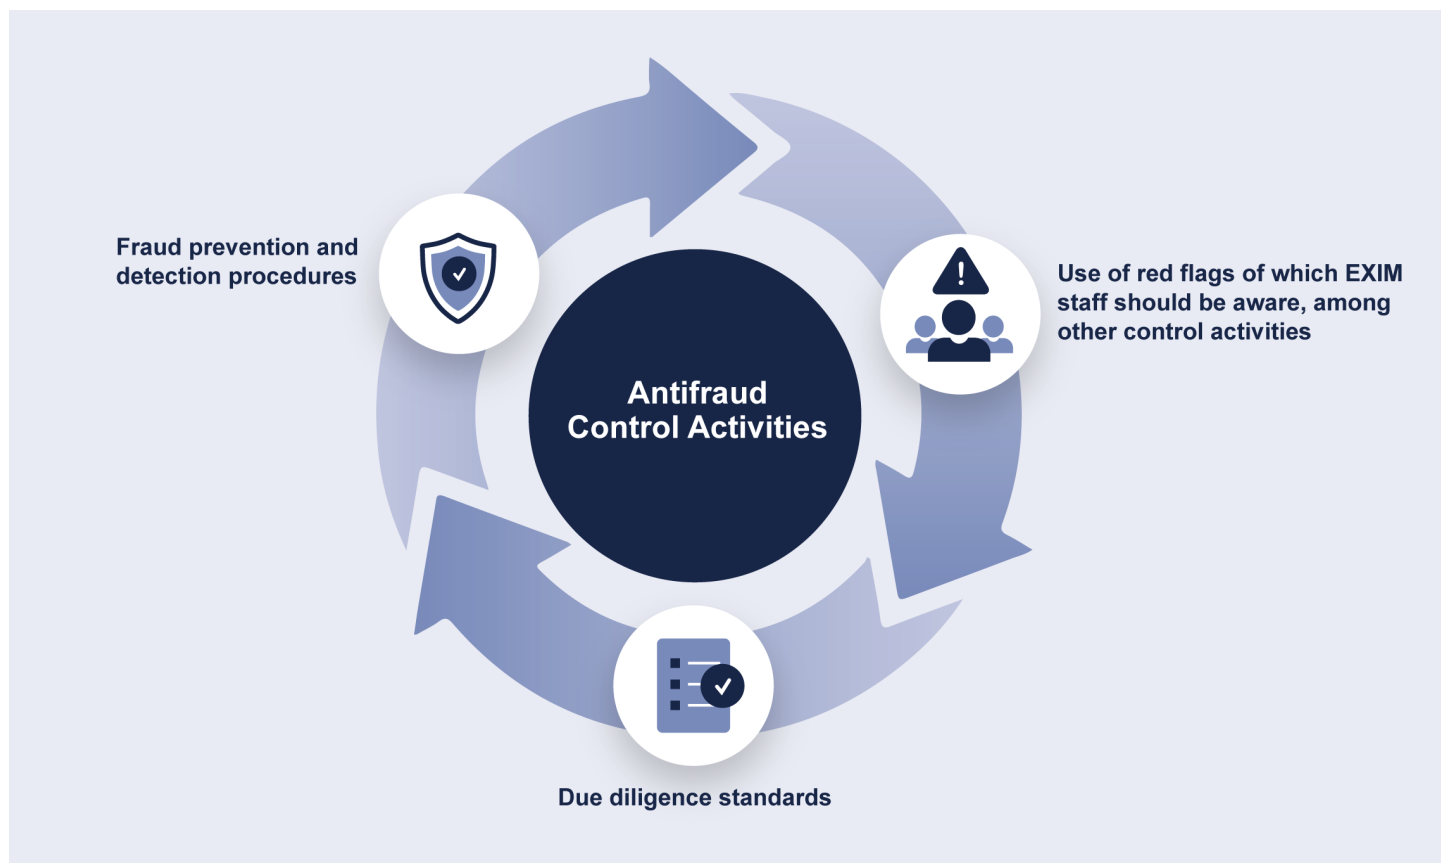 Fraud prevention and
detection procedures
Use of red flags of which EXIM
staff should be aware, among
other control activities
Antifraud
Control Activities
Due diligence standards